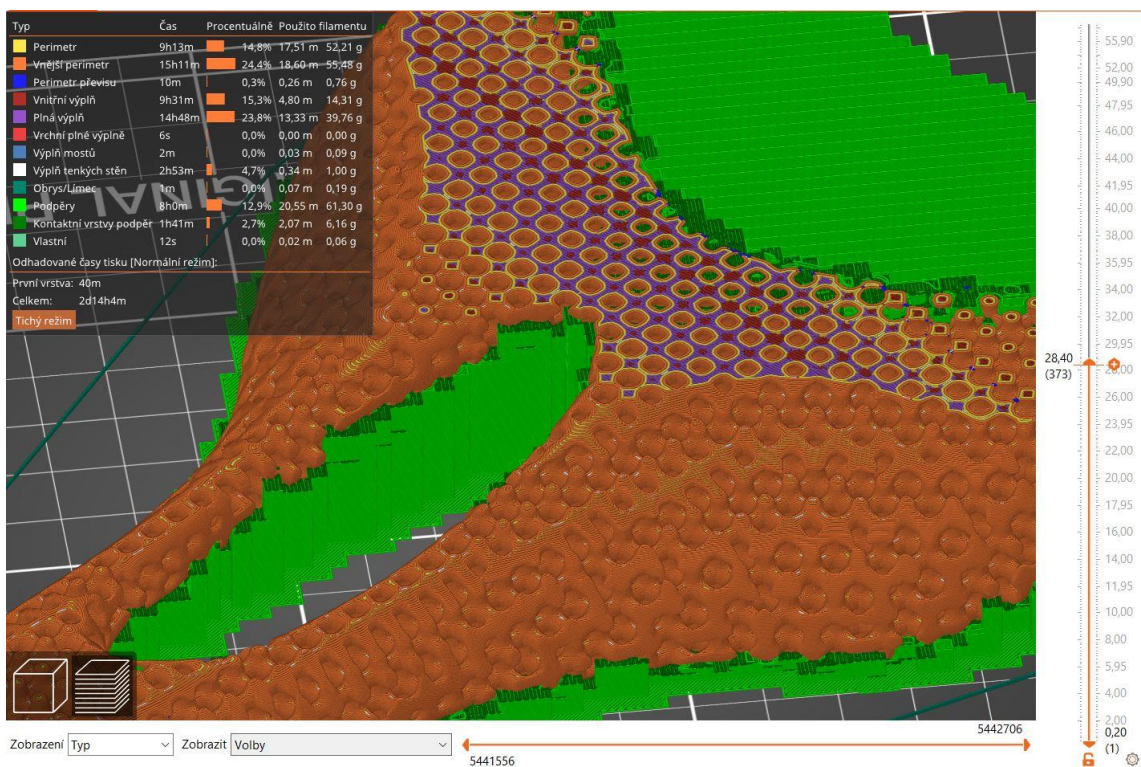 Typ Čas Procentuálně Použito filamentu
Perimetr 9h13m 14,8% 17,51 m 52,21 g
Vnější perimetr 15h11m 24,4% 18,60 m 55,48 g
Perimetr převisu 10m 0,3% 0,26 m 0,76 g
Vnitřní výplň 9h31m 15,3% 4,80 m 14,31 g
Plná výplň 14h48m 23,8% 13,33 m 39,76 g
Vrchní plné výplně 6s 0,0% 0,00 m 0,00 g
Výplň mostů 2m 0,0% 0,03 m 0,09 g
Výplň tenkých stěn 2h53m 4,7% 0,34 m 1,00 g
Obrys/Límec 1m 0,0% 0,07 m 0,19 g
Podpěry 8h0m 12,9% 20,55 m 61,30 g
Kontaktní vrstvy podpěr 1h41m 2,7% 2,07 m 6,16 g
Vlastní 12s 0,0% 0,02 m 0,06 g
Odhadované časy tisku [Normální režim]:
První vrstva: 40m
Celkem: 2d14h4m
Tichý režim
55,90
52,00
49,90
47,95
46,00
44,00
41,95
40,00
38,00
35,95
34,00
32,00
29,95
28,40
(373)
26,00
23,95
22,00
20,00
17,95
16,00
14,00
11,95
10,00
8,00
5,95
4,00
2,00
0,20
(1)
Zobrazení Typ Zobrazit Volby
5442706
5441556